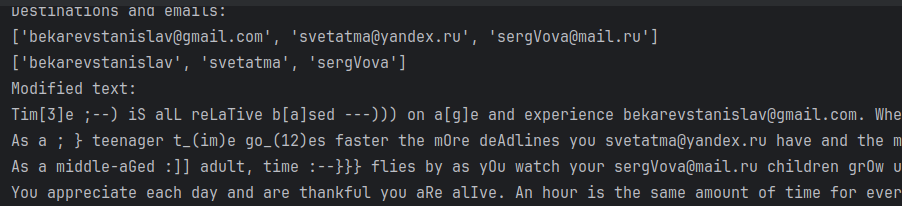 Destinations and emails:
['bekarevstanislav@gmail.com', 'svetatma@yandex.ru', 'sergVova@mail.ru']
['bekarevstanislav', 'svetatma', 'sergVova']
Modified text:
Tim[3]e ;--) iS alL reLaTive b[a]sed ---))) on a[g]e and experience bekarevstanislav@gmail.com. Whe
As a ; } teenager t_(im)e go_(12)es faster the mOre deAdlines you svetatma@yandex.ru have and the m
As a middle-aGed :]] adult, time :--}}} flies by as yOu watch your sergVova@mail.ru children grOw u
You appreciate each day and are thankful you aRe alIve. An hour is the same amount of time for ever